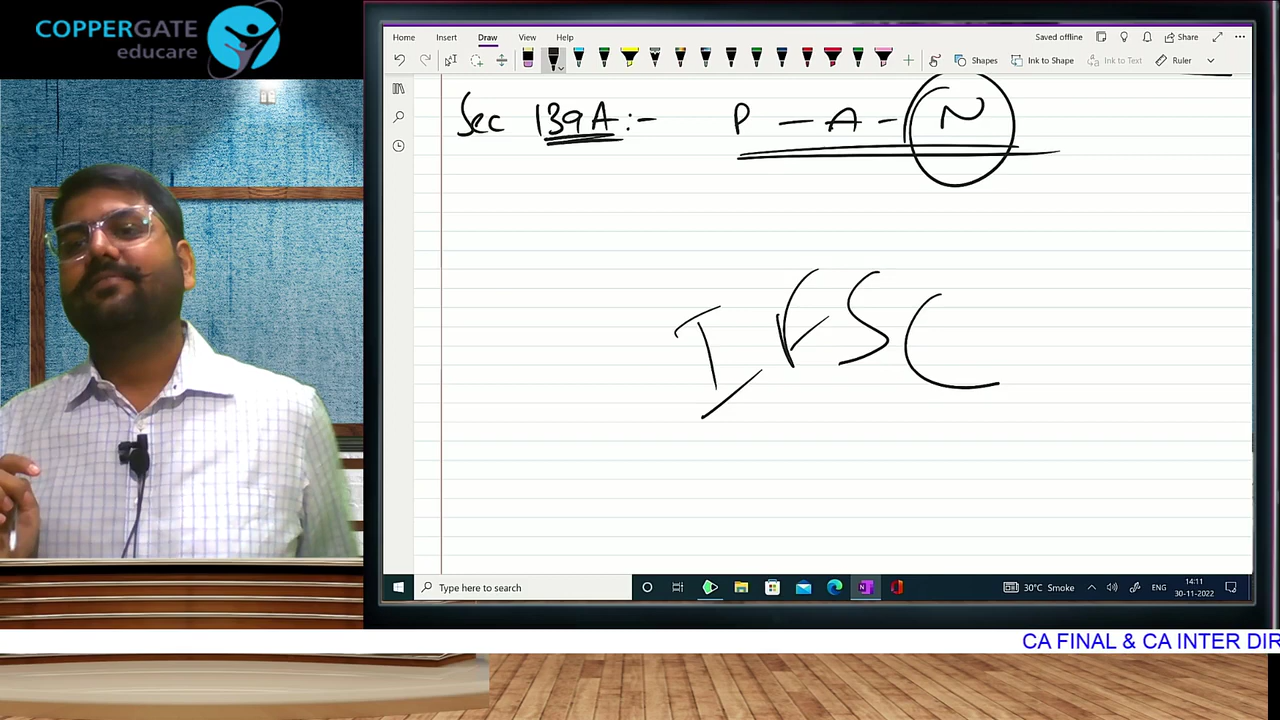 COPPERGATE
educare
Home Insert Draw View Help
Saved offline Share
Shapes Ink to Shape Ink to Text Ruler
Sec 139A:- P - A - N
IFSC
Type here to search
30°C Smoke ENG 14:11
30-11-2022
CA FINAL & CA INTER DIR